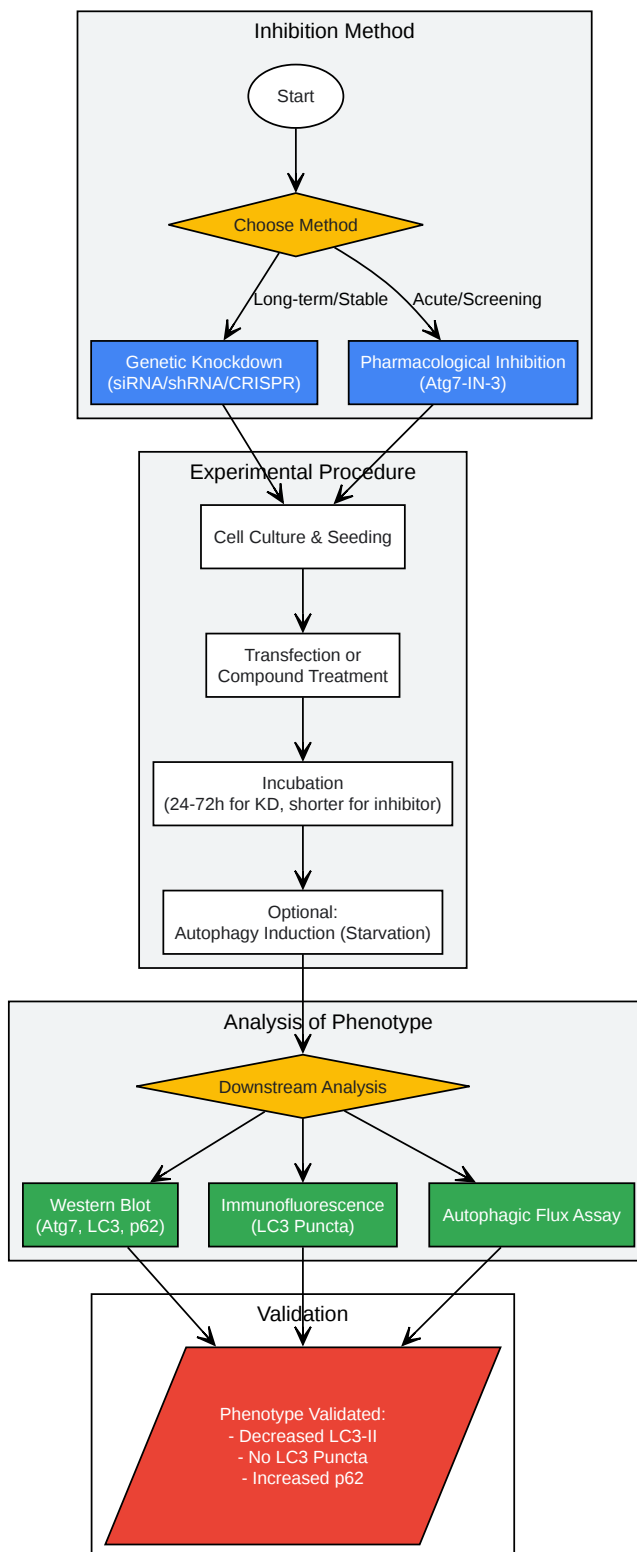 Inhibition Method
Start
Choose Method
Long-term/Stable
Acute/Screening
Genetic Knockdown
(siRNA/shRNA/CRISPR)
Pharmacological Inhibition
(Atg7-IN-3)
Experimental Procedure
Cell Culture & Seeding
Transfection or
Compound Treatment
Incubation
(24-72h for KD, shorter for inhibitor)
Optional:
Autophagy Induction (Starvation)
Analysis of Phenotype
Downstream Analysis
Western Blot
(Atg7, LC3, p62)
Immunofluorescence
(LC3 Puncta)
Autophagic Flux Assay
Validation
Phenotype Validated:
- Decreased LC3-II
- No LC3 Puncta
- Increased p62